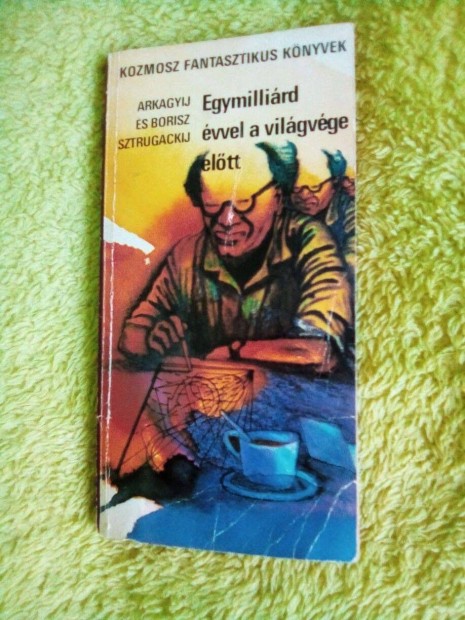 KOZMOSZ FANTASZTIKUS KÖNYVEK
ARKAGYIJ
ÉS BORISZ
SZTRUGACKIJ
Egymilliárd
évvel a világvége
előtt